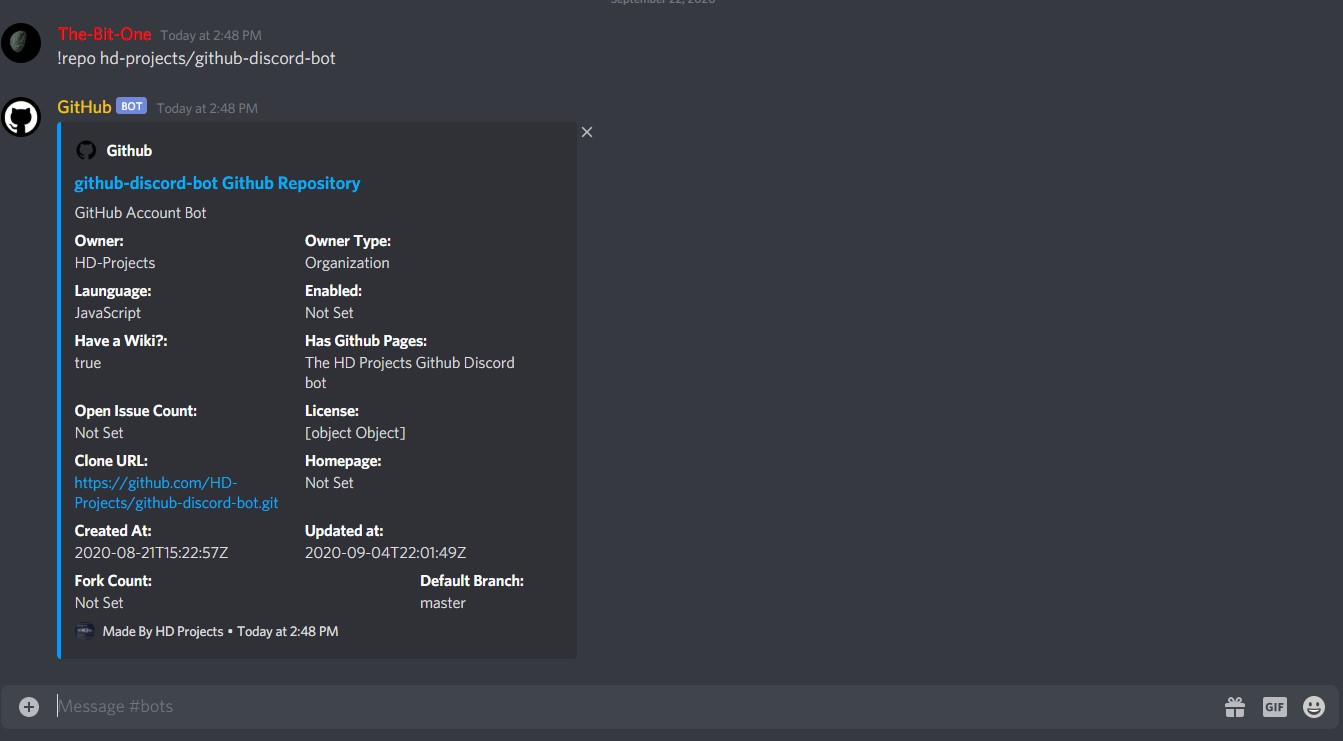 September 22, 2020
The-Bit-One Today at 2:48 PM
!repo hd-projects/github-discord-bot
GitHub BOT Today at 2:48 PM
Github
github-discord-bot Github Repository
GitHub Account Bot
Owner: Owner Type:
HD-Projects Organization
Launguage: Enabled:
JavaScript Not Set
Have a Wiki?: Has Github Pages:
true The HD Projects Github Discord
bot
Open Issue Count: License:
Not Set [object Object]
Clone URL: Homepage:
https://github.com/HD- Not Set
Projects/github-discord-bot.git
Created At: Updated at:
2020-08-21T15:22:57Z 2020-09-04T22:01:49Z
Fork Count: Default Branch:
Not Set master
Made By HD Projects • Today at 2:48 PM
Message #bots GIF